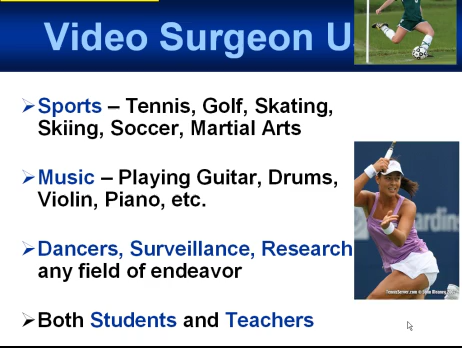 Video Surgeon U
Sports – Tennis, Golf, Skating,
Skiing, Soccer, Martial Arts
Music – Playing Guitar, Drums,
Violin, Piano, etc.
Dancers, Surveillance, Research
any field of endeavor
Both Students and Teachers